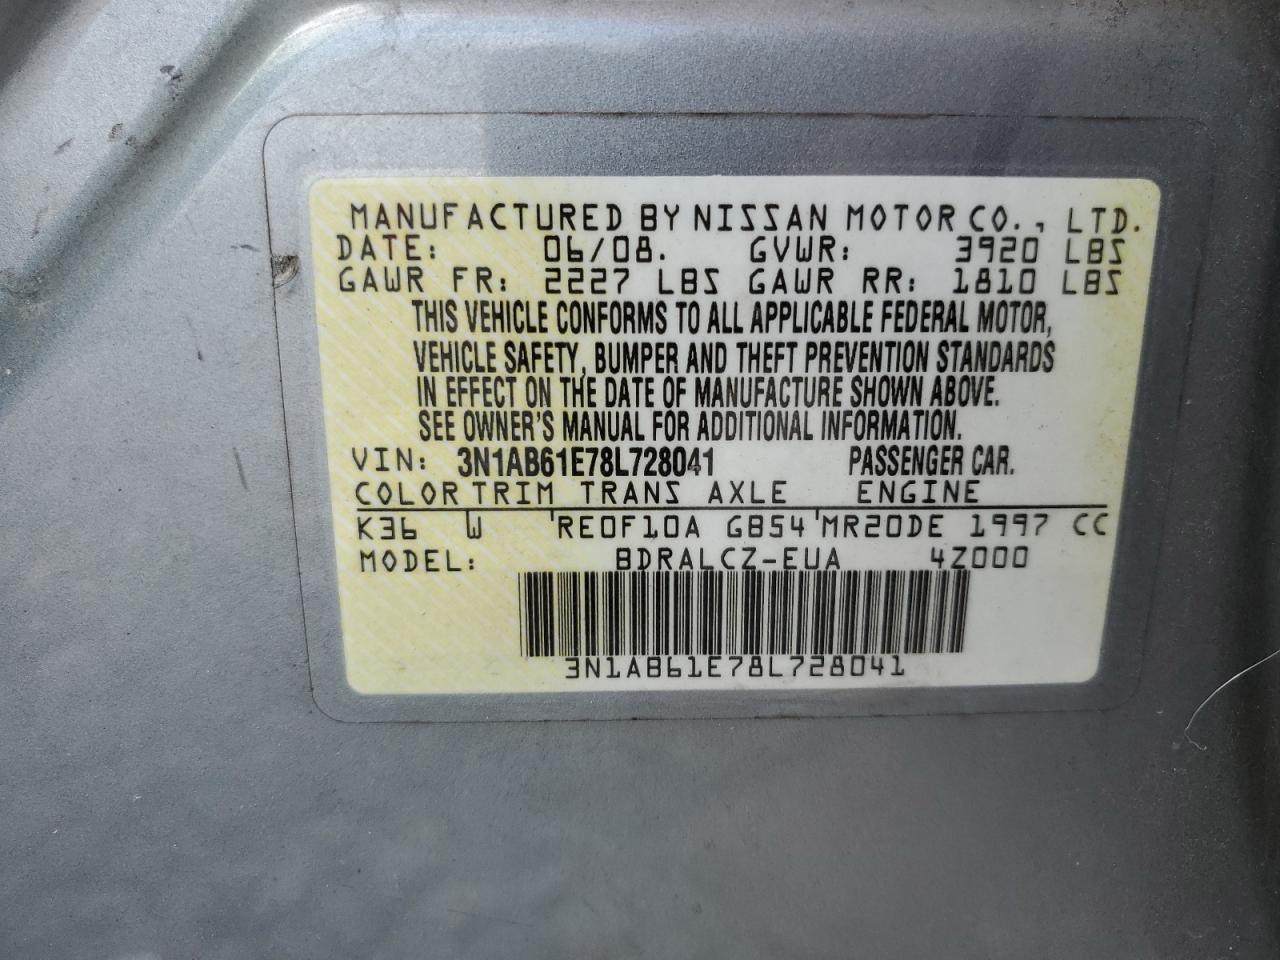 MANUFACTURED BY NISSAN MOTOR CO., LTD.
DATE: 06/08. GVWR: 3920 LBS
GAWR FR: 2227 LBS GAWR RR: 1810 LBS
THIS VEHICLE CONFORMS TO ALL APPLICABLE FEDERAL MOTOR,
VEHICLE SAFETY, BUMPER AND THEFT PREVENTION STANDARDS
IN EFFECT ON THE DATE OF MANUFACTURE SHOWN ABOVE.
SEE OWNER'S MANUAL FOR ADDITIONAL INFORMATION.
VIN: 3N1AB61E78L728041 PASSENGER CAR.
COLOR TRIM TRANS AXLE ENGINE
K36 W RE0F10A GB54 MR20DE 1997 CC
MODEL: BDRALCZ-EUA 4Z000
3N1AB61E78L728041